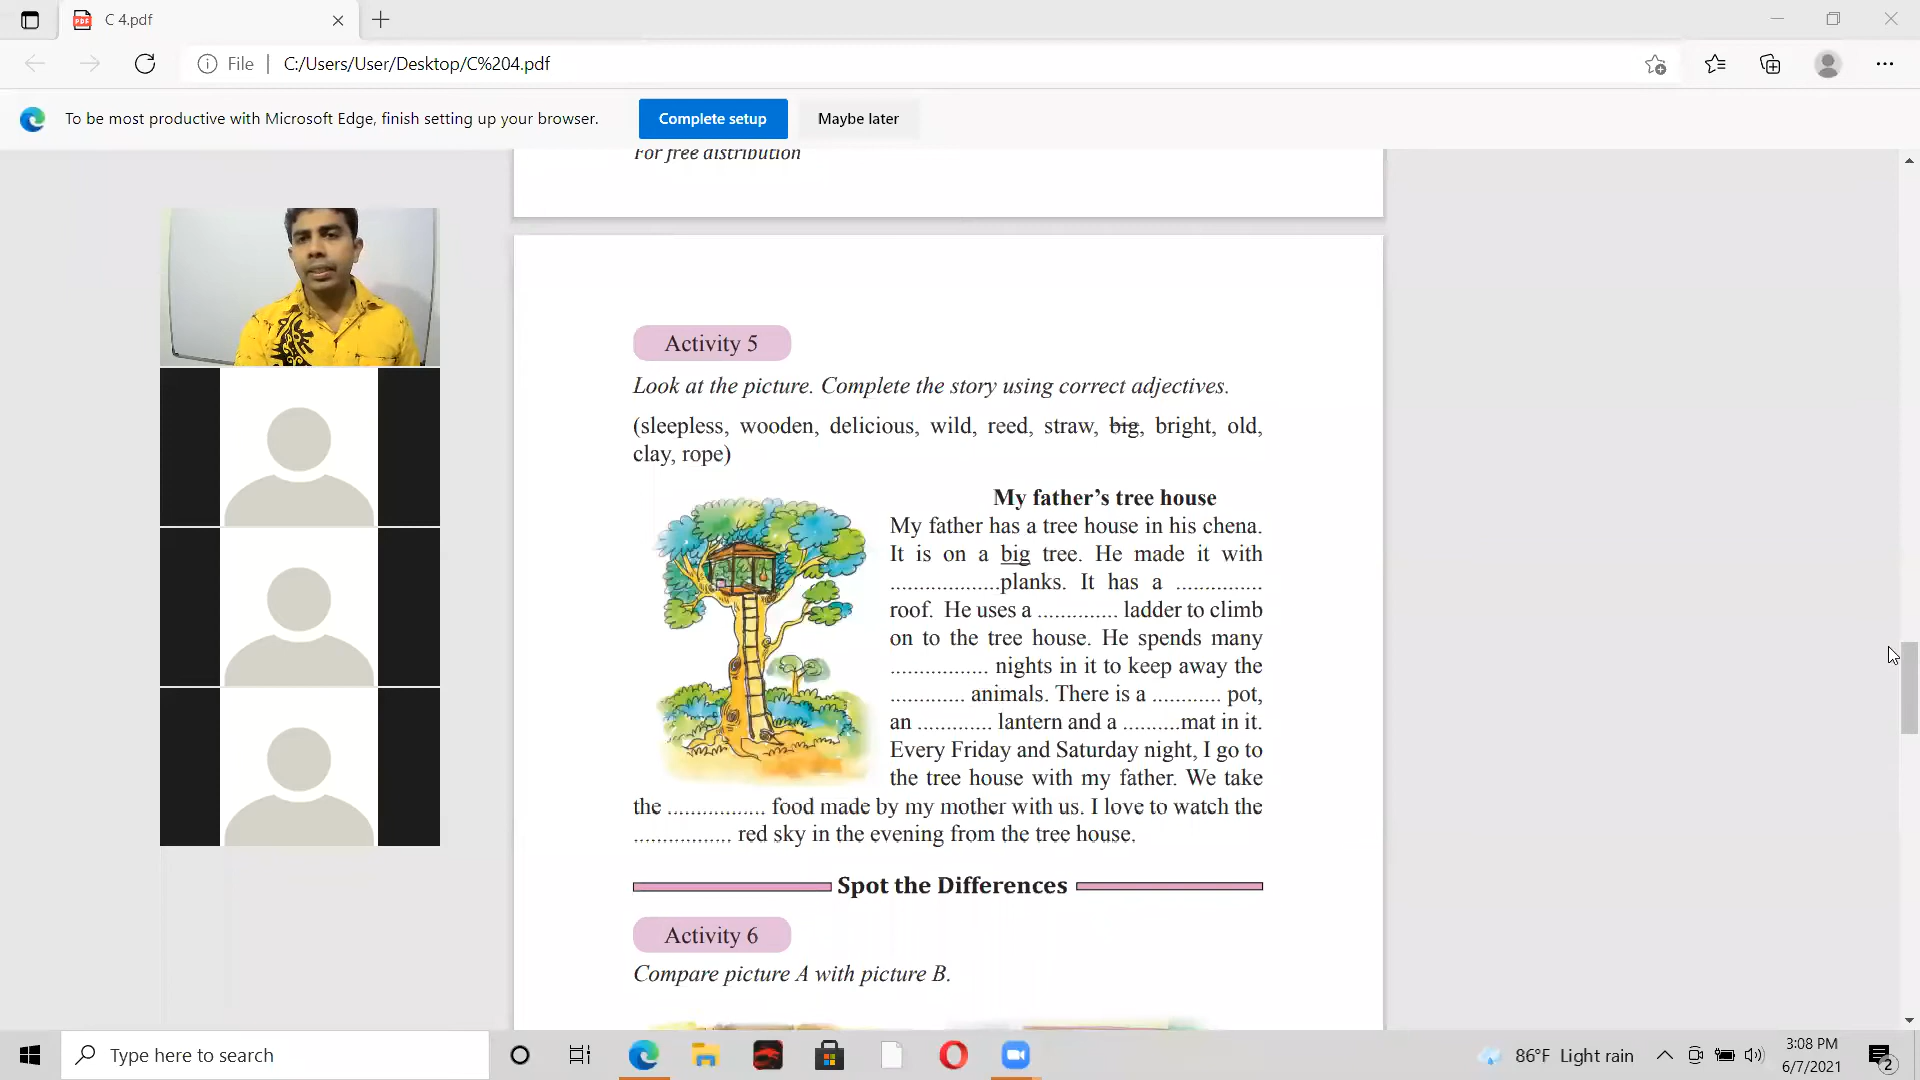 C 4.pdf
File
C:/Users/User/Desktop/C%204.pdf
To be most productive with Microsoft Edge, finish setting up your browser.
Complete setup
Maybe later
For free distribution
Activity 5
Look at the picture. Complete the story using correct adjectives.
(sleepless, wooden, delicious, wild, reed, straw, big, bright, old,
clay, rope)
My father's tree house
My father has a tree house in his chena.
It is on a big tree. He made it with
...................planks. It has a ...............
roof. He uses a .............. ladder to climb
on to the tree house. He spends many
................. nights in it to keep away the
............. animals. There is a ............ pot,
an ............. lantern and a ..........mat in it.
Every Friday and Saturday night, I go to
the tree house with my father. We take
the ................. food made by my mother with us. I love to watch the
................. red sky in the evening from the tree house.
Spot the Differences
Activity 6
Compare picture A with picture B.
Type here to search
86°F Light rain
3:08 PM
6/7/2021
2